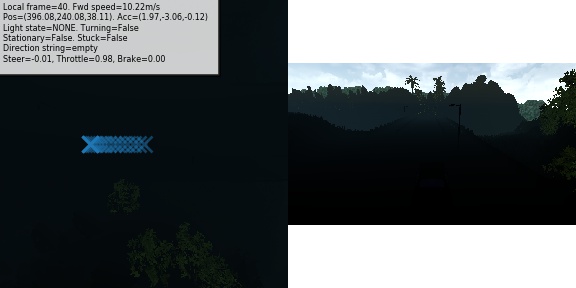 Local frame=40. Fwd speed=10.22m/s
Pos=(396.08,240.08,38.11). Acc=(1.97,-3.06,-0.12)
Light state=NONE. Turning=False
Stationary=False. Stuck=False
Direction string=empty
Steer=-0.01, Throttle=0.98, Brake=0.00